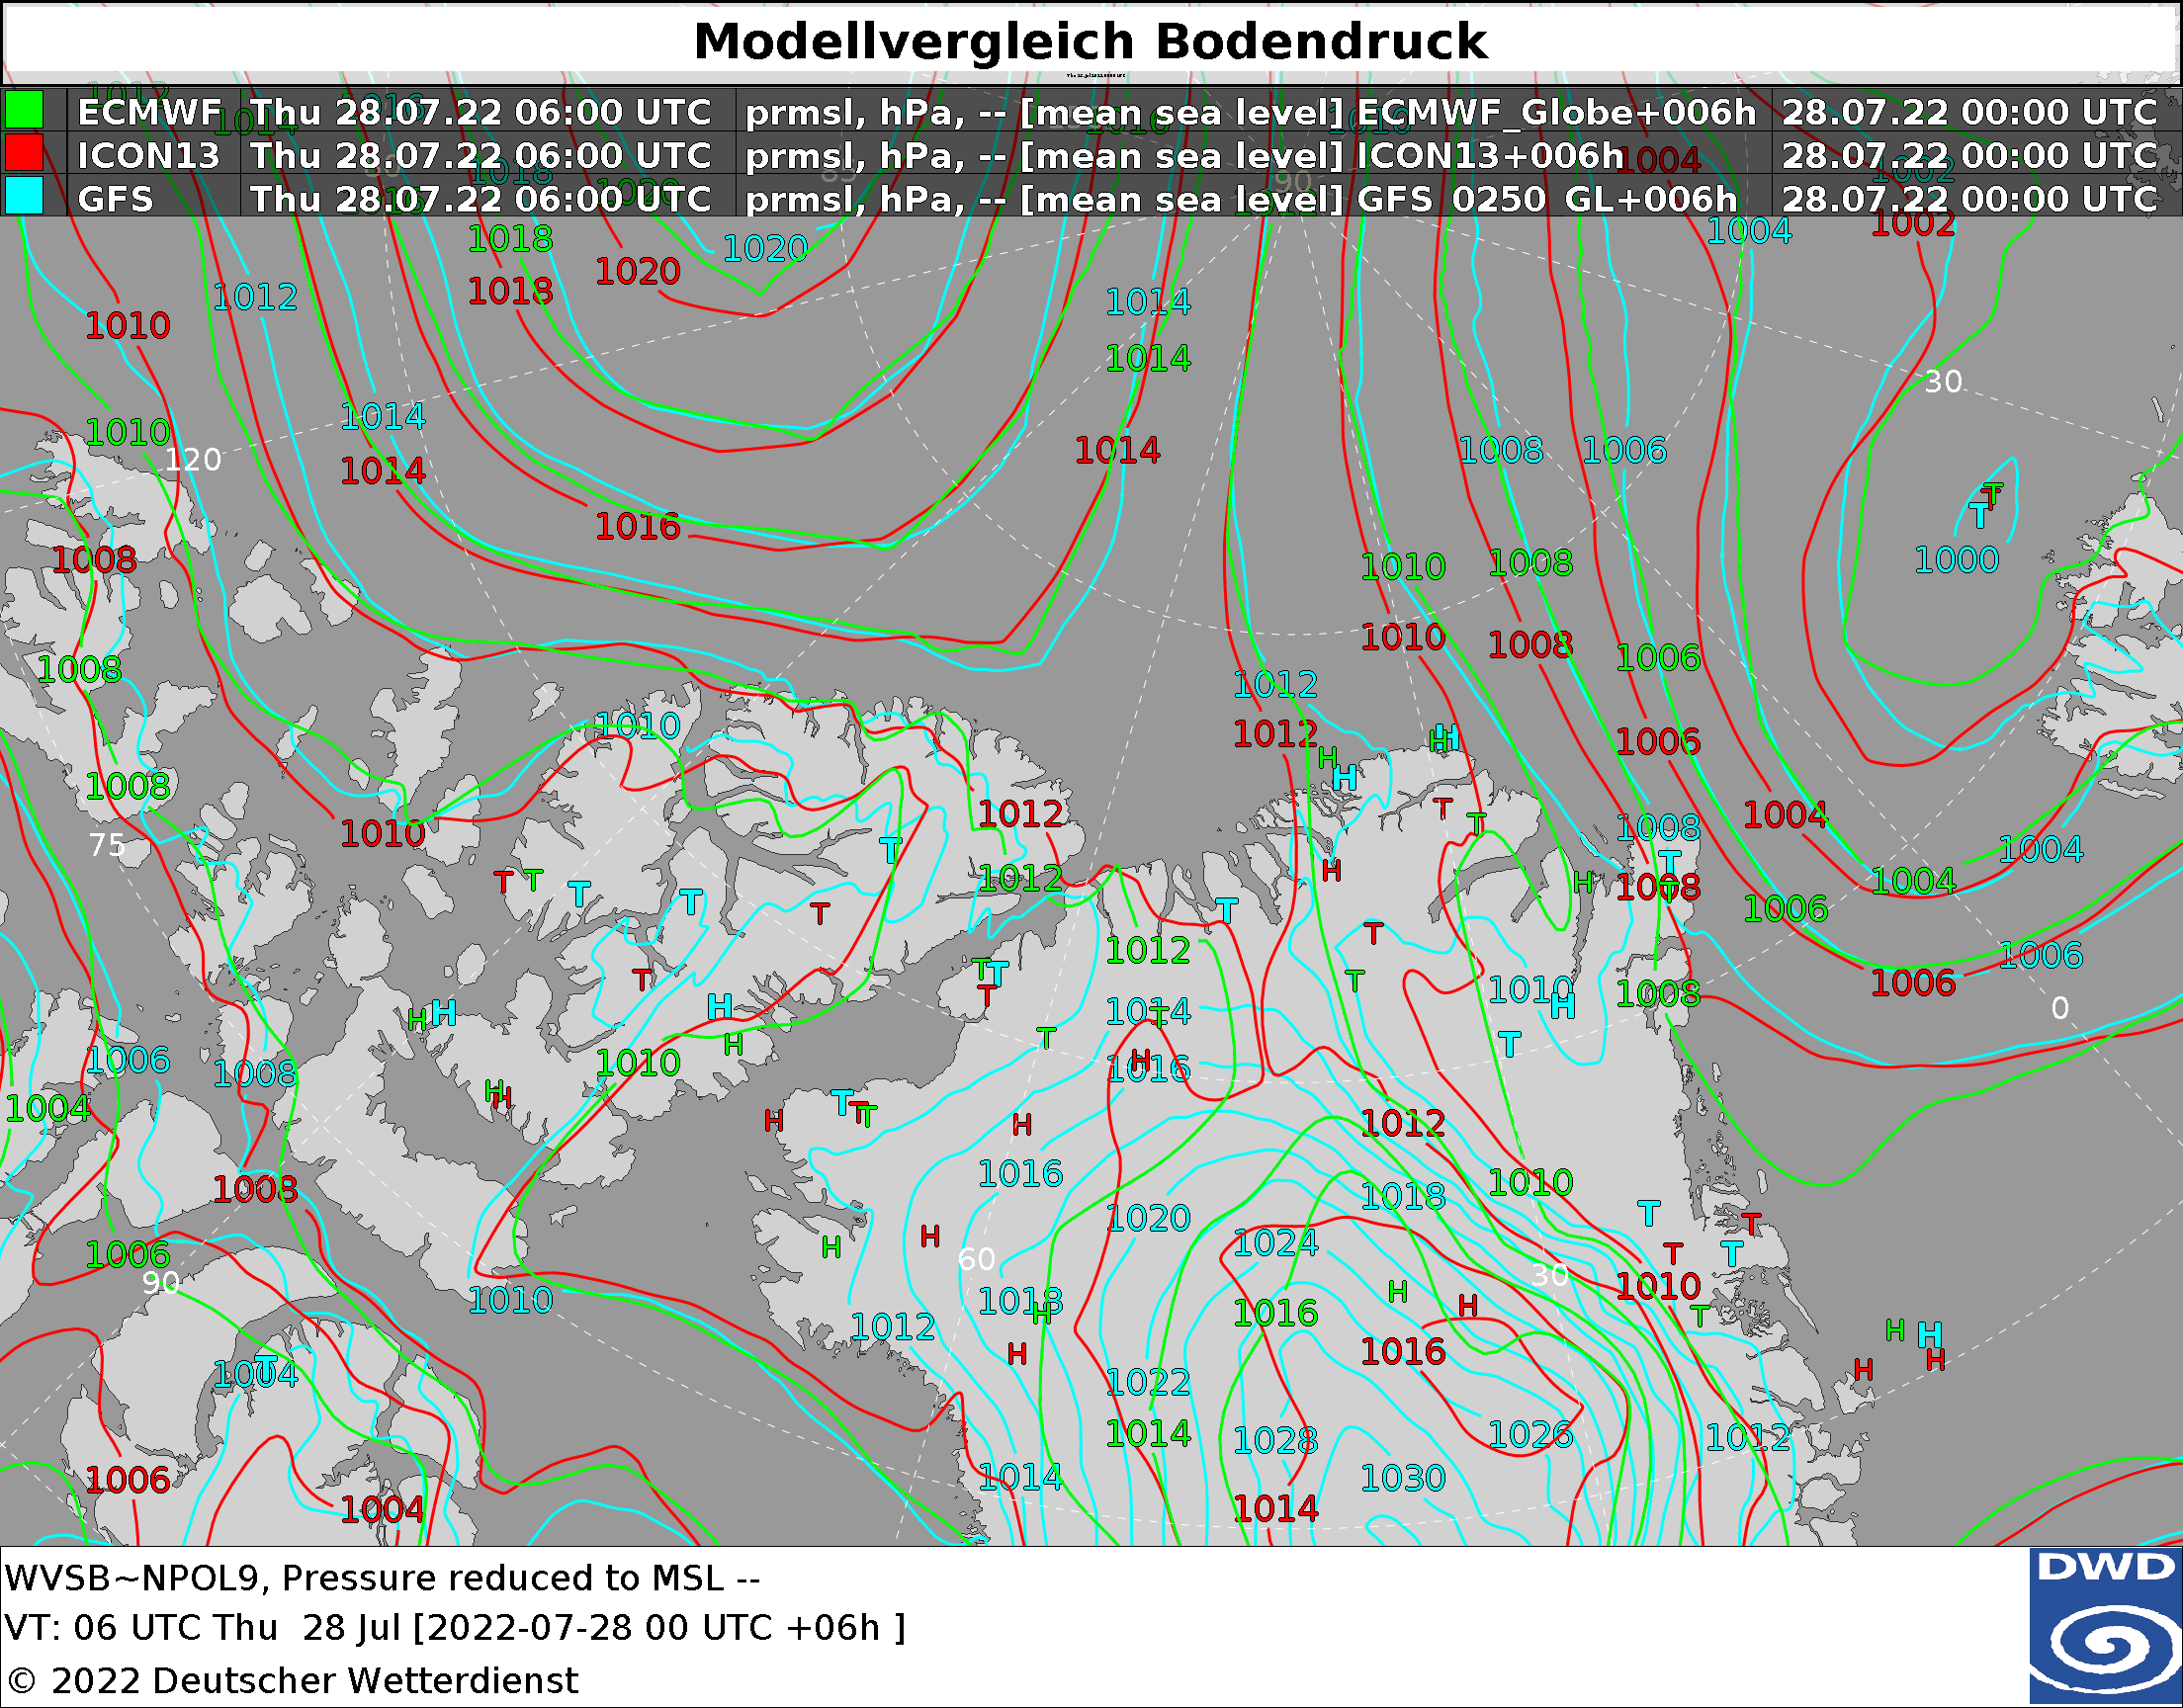 Modellvergleich Bodendruck
ECMWF Thu 28.07.22 06:00 UTC prmsl, hPa, -- [mean sea level] ECMWF_Globe+006h 28.07.22 00:00 UTC
ICON13 Thu 28.07.22 06:00 UTC prmsl, hPa, -- [mean sea level] ICON13+006h 28.07.22 00:00 UTC
GFS Thu 28.07.22 06:00 UTC prmsl, hPa, -- [mean sea level] GFS 0250 GL+006h 28.07.22 00:00 UTC
1018 1020 1004 1002
1020
1018 1012 1014
1010
1014 30
1014 1010
1014 1008 1006
120 1014
T T
1016 T
1008 1010 1008 1000
1010 1008
1008 1006
1012
1010 1012 H H 1006
H H
1008 1012 T 1004
1010 T 1008
75 T 1004
T T T T H T 1012 H 1008 T 1004
T T 1006
T 1012 T
T T T T T 1006
T 1008 1006
H H H 1014 T 1010 H 0
1006 1010 H T T
1008 1016 H
H H
1004 T T T H H 1012
1016 1018 1010
1008 1020 T T
1006 H H 1024 T T
90 60 30 1010
1010 1018 H 1016 H H T
1012 H H
1004 T H 1016 H H
1022
1014 1028 1026 1012
1006 1014 1030
1004 1014
WVSB~NPOL9, Pressure reduced to MSL --
VT: 06 UTC Thu 28 Jul [2022-07-28 00 UTC +06h ]
© 2022 Deutscher Wetterdienst
DWD